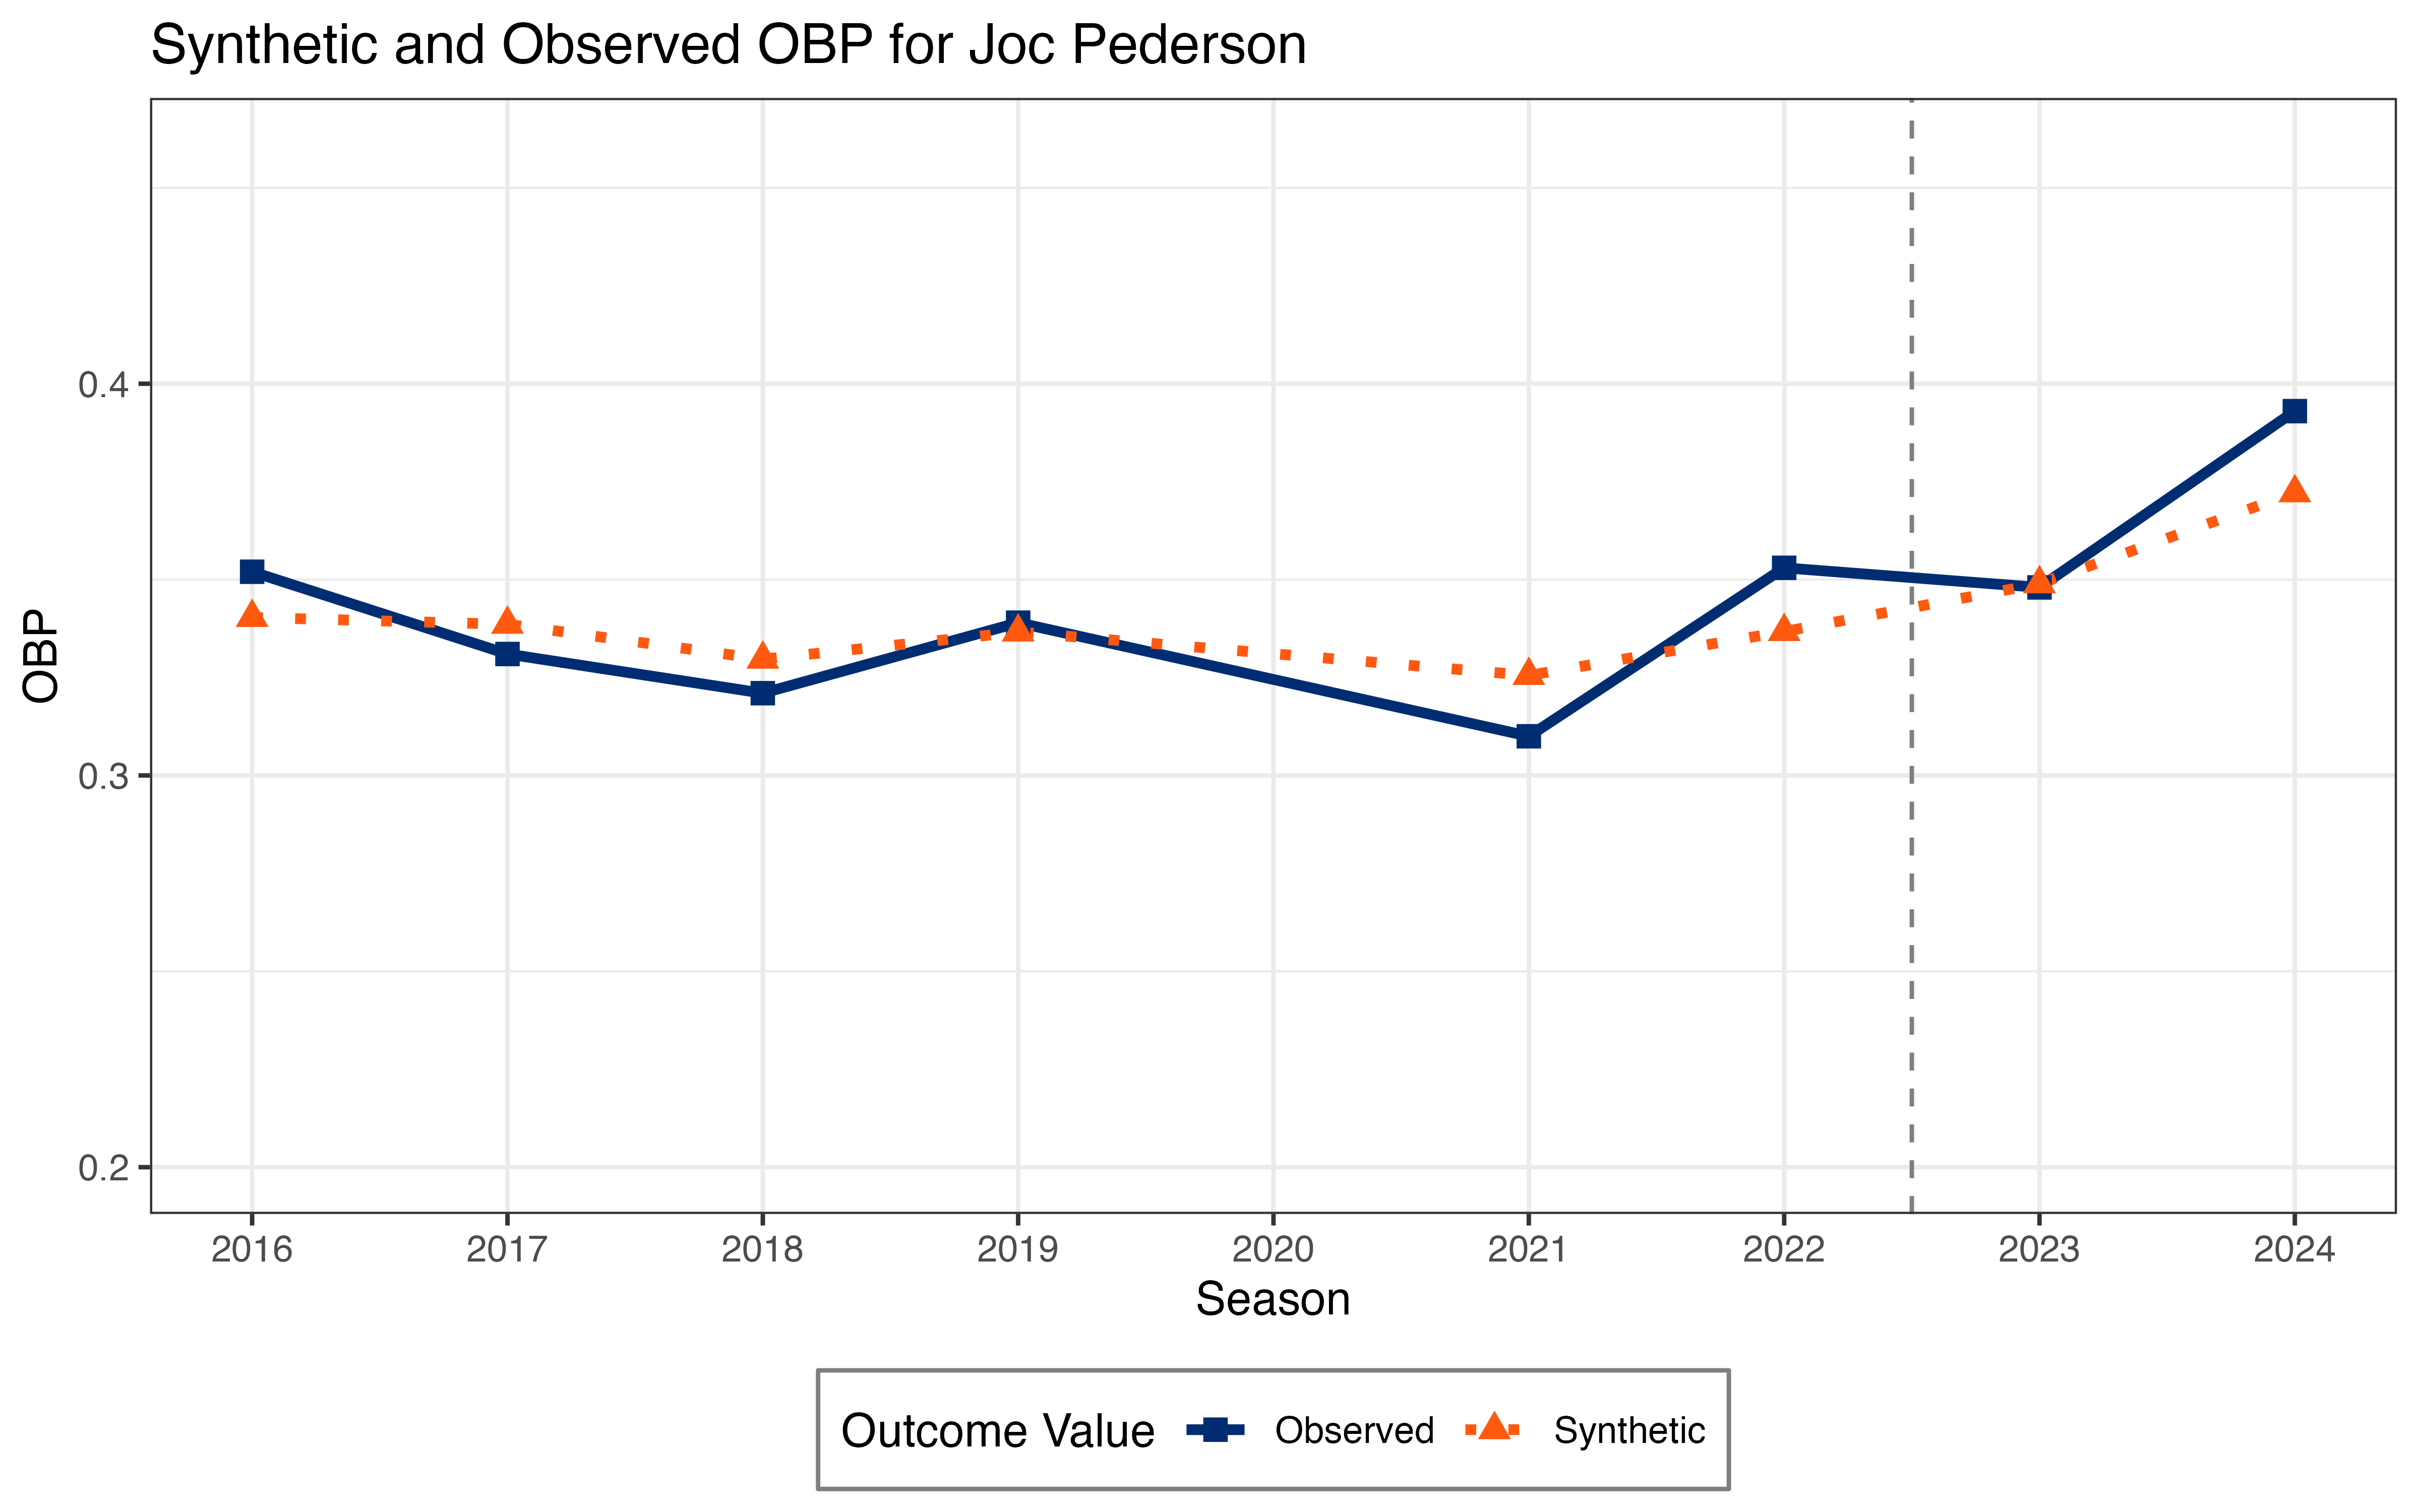 Synthetic and Observed OBP for Joc Pederson
OBP
0.4
0.3
0.2
2016 2017 2018 2019 2020 2021 2022 2023 2024
Season
Outcome Value Observed Synthetic